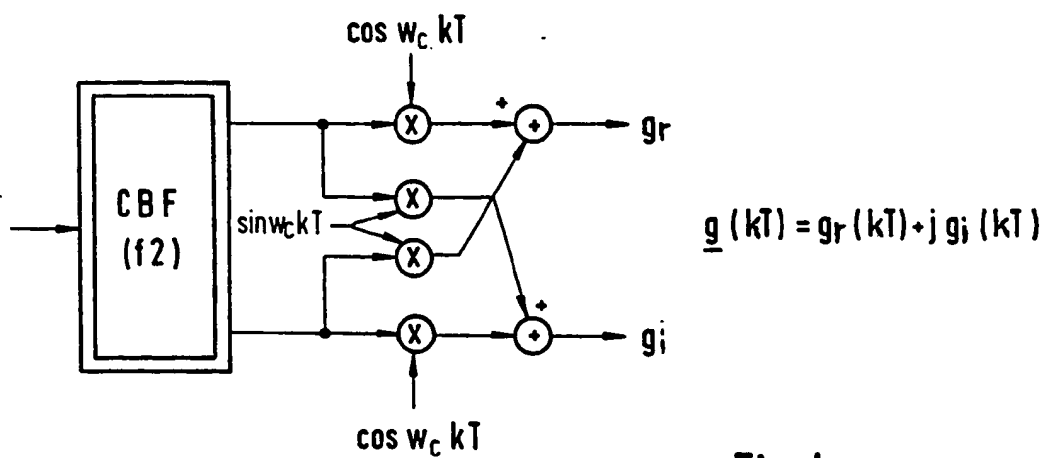 cos w_c kT
+
X
+
gr
CBF
(f2)
X
sinw_ckT
X
g (kT) = gr (kT) + j gi (kT)
+
X
+
gi
cos w_c kT